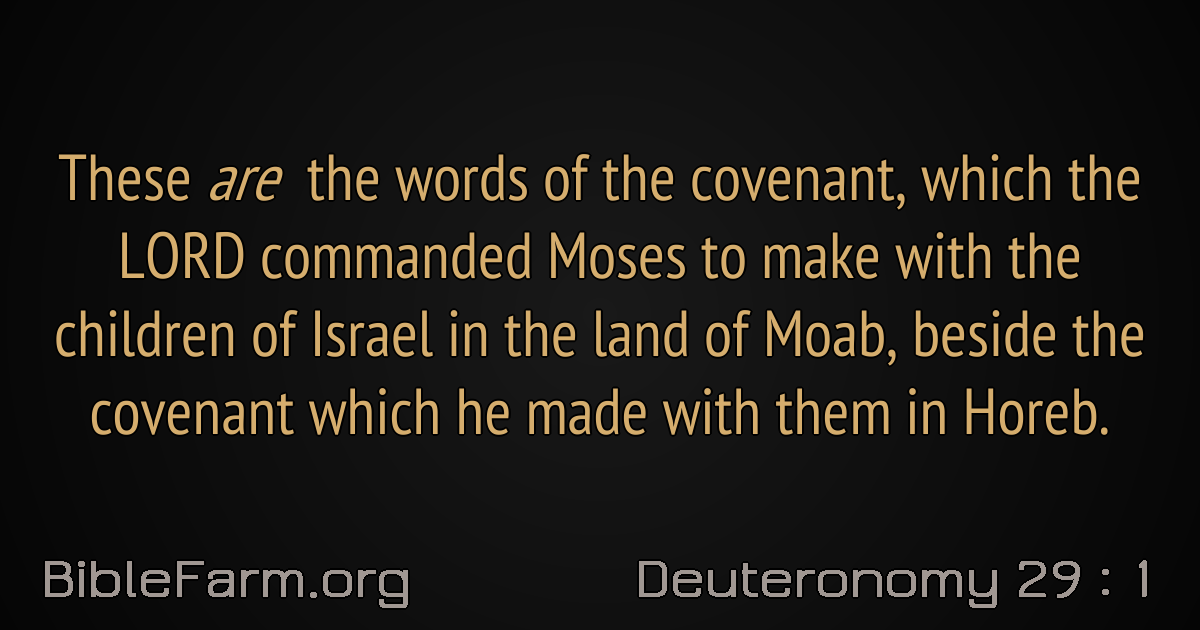 These are the words of the covenant, which the
LORD commanded Moses to make with the
children of Israel in the land of Moab, beside the
covenant which he made with them in Horeb.
BibleFarm.org
Deuteronomy 29 : 1